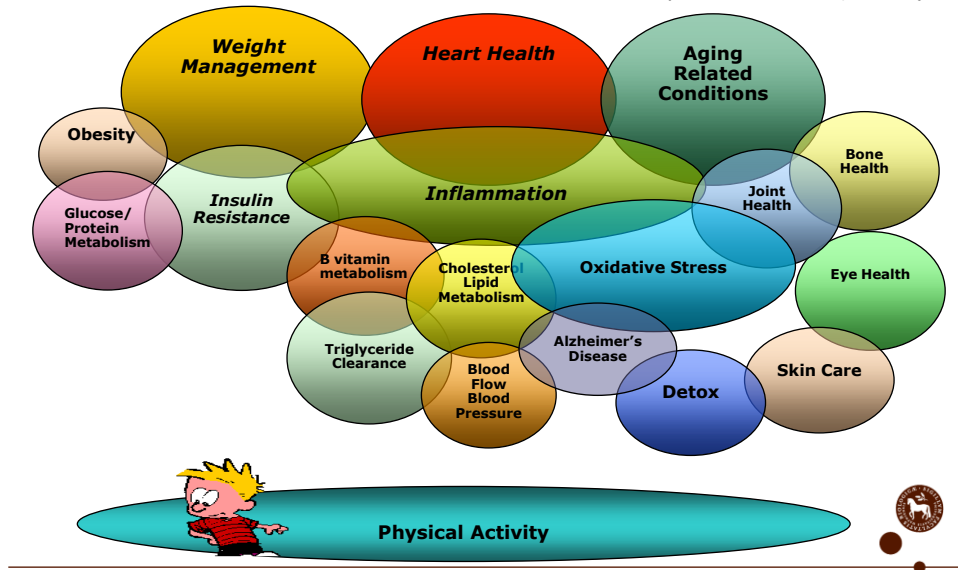 Weight
Management
Heart Health
Aging
Related
Conditions
Obesity
Bone
Health
Insulin
Resistance
Inflammation
Joint
Health
Glucose/
Protein
Metabolism
B vitamin
metabolism
Cholesterol
Lipid
Metabolism
Oxidative Stress
Eye Health
Triglyceride
Clearance
Alzheimer's
Disease
Blood
Flow
Blood
Pressure
Detox
Skin Care
Physical Activity